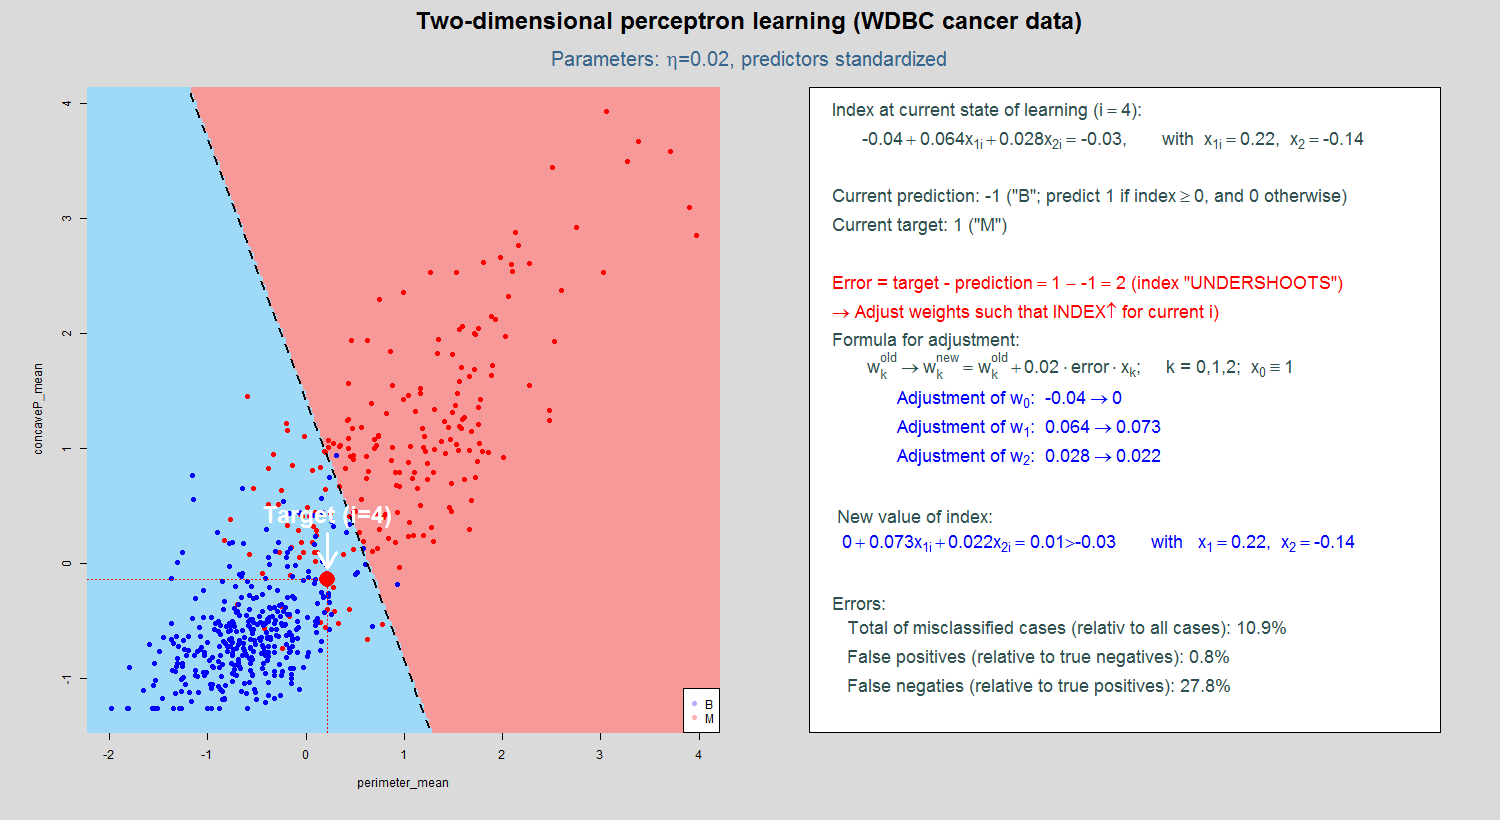 Two-dimensional perceptron learning (WDBC cancer data)
Parameters: η=0.02, predictors standardized
4
3
2
1
0
-1
concaveP_mean
Target (i=4)
B
M
-2 -1 0 1 2 3 4
perimeter_mean
Index at current state of learning (i = 4):
-0.04 + 0.064x1i + 0.028x2i = -0.03, with x1i = 0.22, x2 = -0.14
Current prediction: -1 ("B"; predict 1 if index ≥ 0, and 0 otherwise)
Current target: 1 ("M")
Error = target - prediction = 1 − -1 = 2 (index "UNDERSHOOTS")
→ Adjust weights such that INDEX↑ for current i)
Formula for adjustment:
w_k^old → w_k^new = w_k^old + 0.02 · error · x_k; k = 0,1,2; x0 ≡ 1
Adjustment of w0: -0.04 → 0
Adjustment of w1: 0.064 → 0.073
Adjustment of w2: 0.028 → 0.022
New value of index:
0 + 0.073x1i + 0.022x2i = 0.01>-0.03 with x1 = 0.22, x2 = -0.14
Errors:
Total of misclassified cases (relativ to all cases): 10.9%
False positives (relative to true negatives): 0.8%
False negaties (relative to true positives): 27.8%